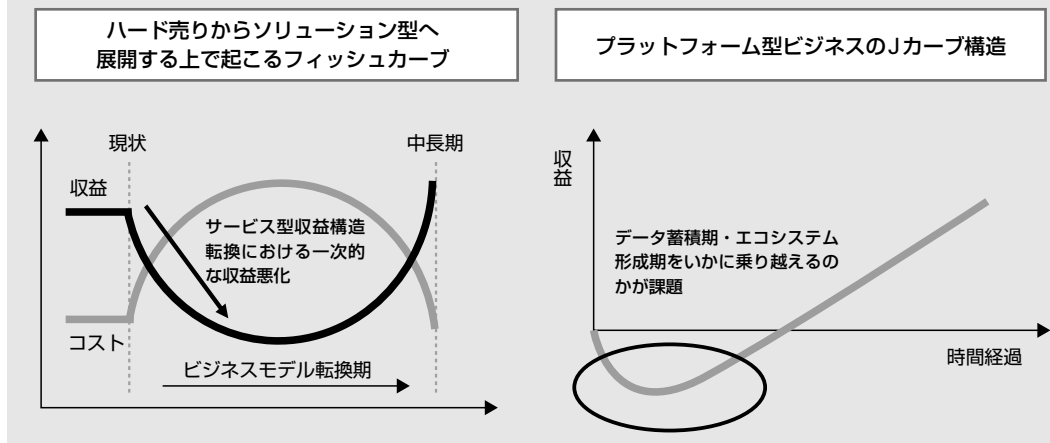 ハード売りからソリューション型へ
展開する上で起こるフィッシュカーブ
現状
中長期
収益
サービス型収益構造
転換における一次的
な収益悪化
コスト
ビジネスモデル転換期
プラットフォーム型ビジネスのJカーブ構造
収益
データ蓄積期・エコシステム
形成期をいかに乗り越えるの
かが課題
時間経過